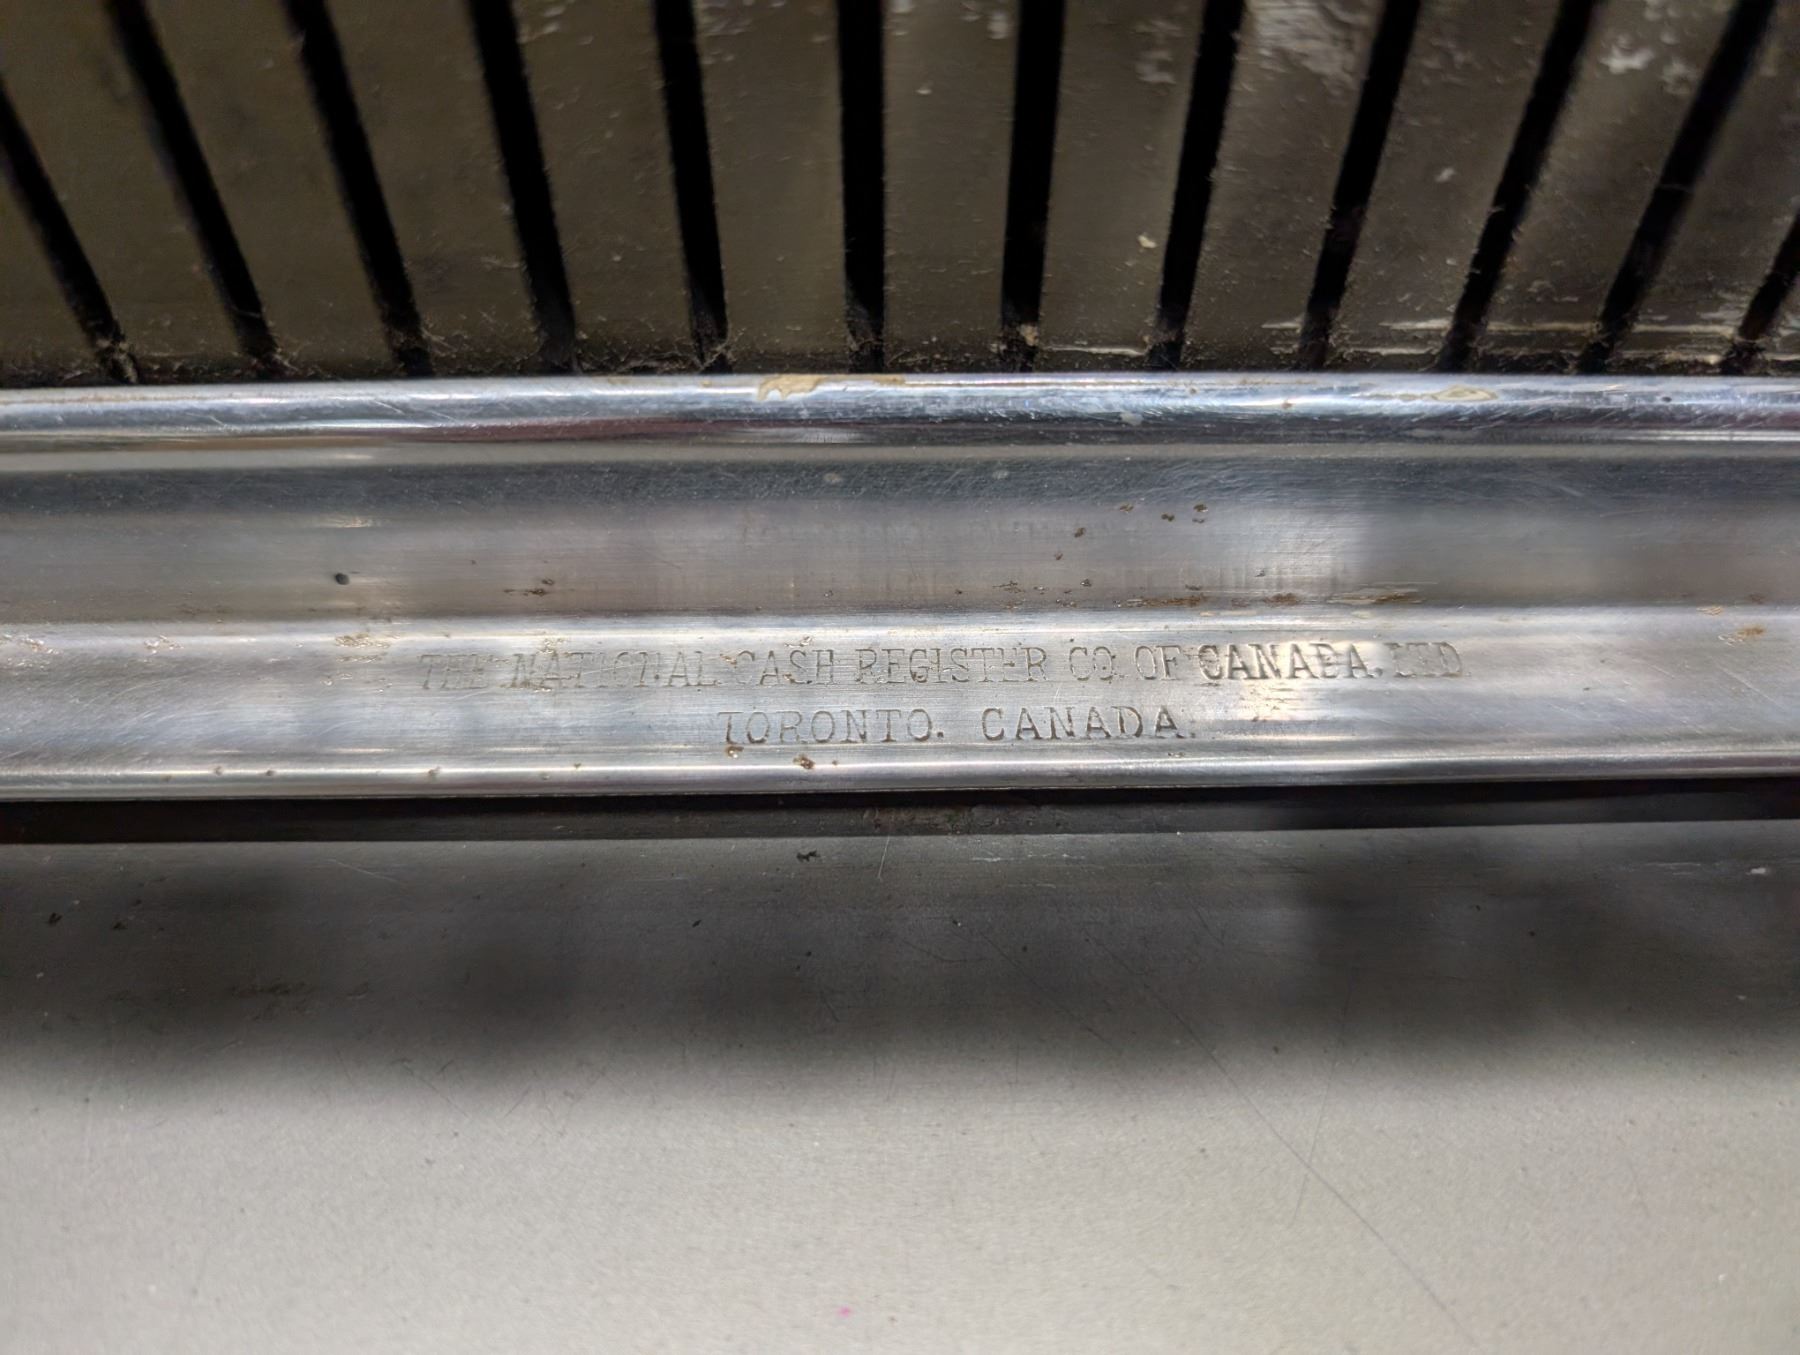 THE NATIONAL CASH REGISTER CO. OF CANADA. LTD.
TORONTO. CANADA.